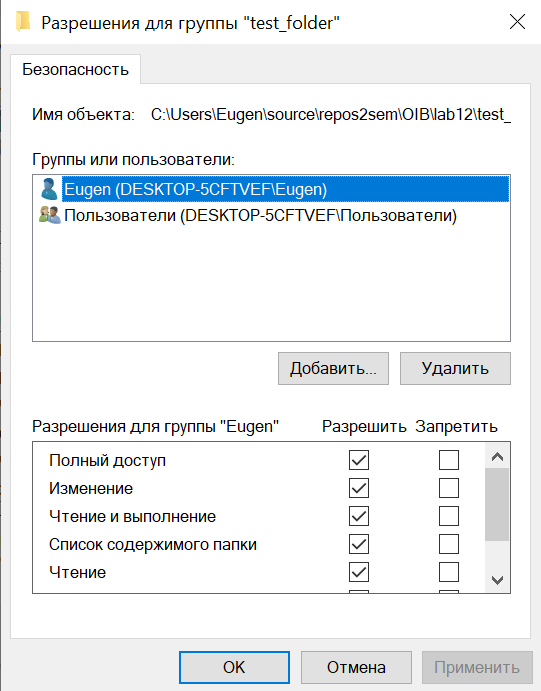 Разрешения для группы "test_folder"
Безопасность
Имя объекта: C:\Users\Eugen\source\repos2sem\OIB\lab12\test_
Группы или пользователи:
Eugen (DESKTOP-5CFTVEF\Eugen)
Пользователи (DESKTOP-5CFTVEF\Пользователи)
Добавить... Удалить
Разрешения для группы "Eugen" Разрешить Запретить
Полный доступ
Изменение
Чтение и выполнение
Список содержимого папки
Чтение
OK Отмена Применить